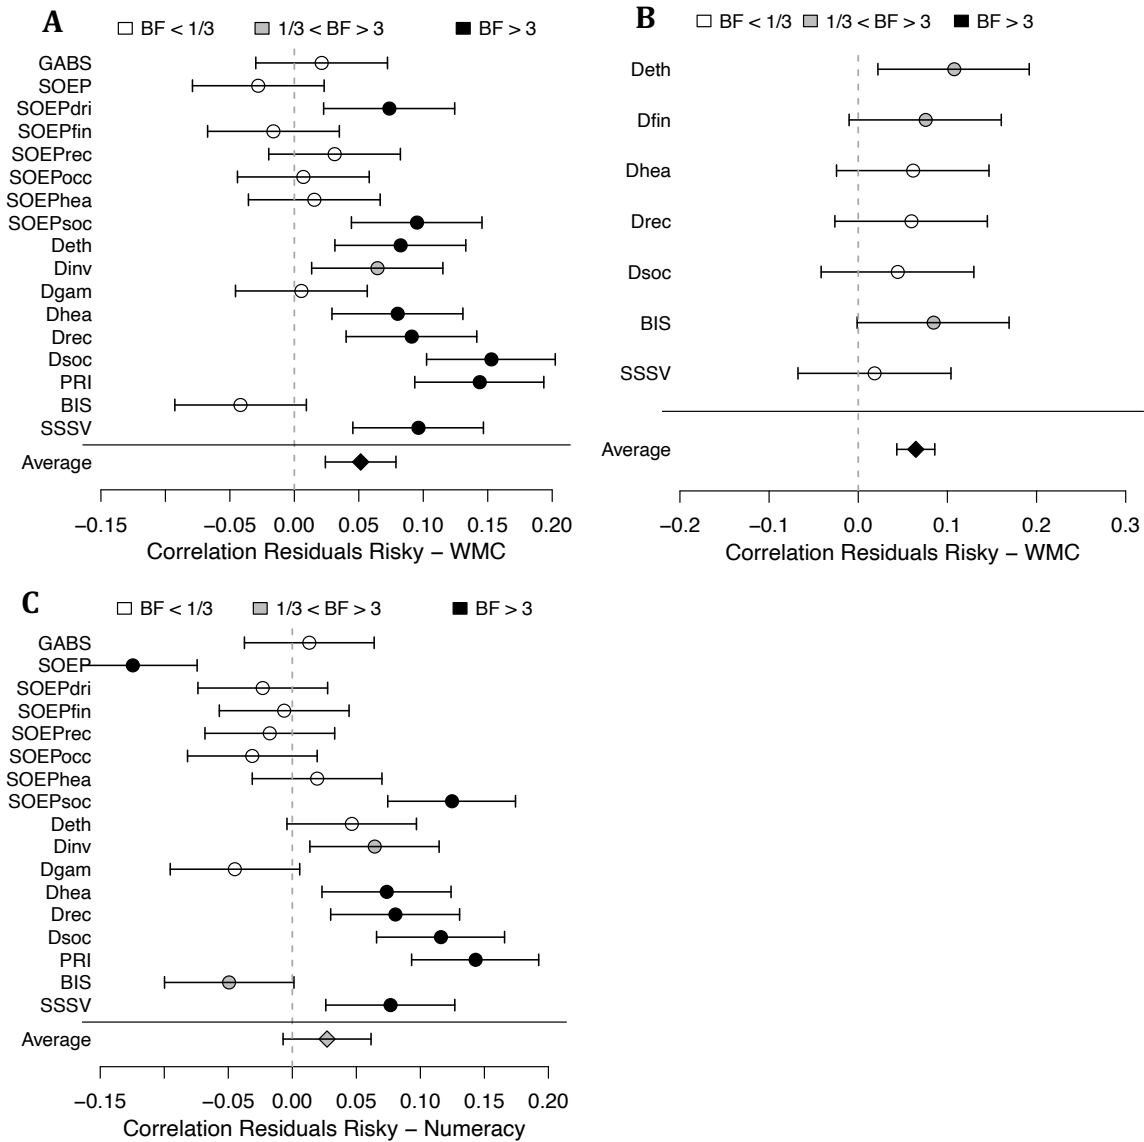 A
BF < 1/3 1/3 < BF > 3 BF > 3
GABS
SOEP
SOEPdri
SOEPfin
SOEPrec
SOEPocc
SOEPhea
SOEPsoc
Deth
Dinv
Dgam
Dhea
Drec
Dsoc
PRI
BIS
SSSV
Average
−0.15 −0.05 0.00 0.05 0.10 0.15 0.20
Correlation Residuals Risky − WMC
B
BF < 1/3 1/3 < BF > 3 BF > 3
Deth
Dfin
Dhea
Drec
Dsoc
BIS
SSSV
Average
−0.2 −0.1 0.0 0.1 0.2 0.3
Correlation Residuals Risky − WMC
C
BF < 1/3 1/3 < BF > 3 BF > 3
GABS
SOEP
SOEPdri
SOEPfin
SOEPrec
SOEPocc
SOEPhea
SOEPsoc
Deth
Dinv
Dgam
Dhea
Drec
Dsoc
PRI
BIS
SSSV
Average
−0.15 −0.05 0.00 0.05 0.10 0.15 0.20
Correlation Residuals Risky − Numeracy